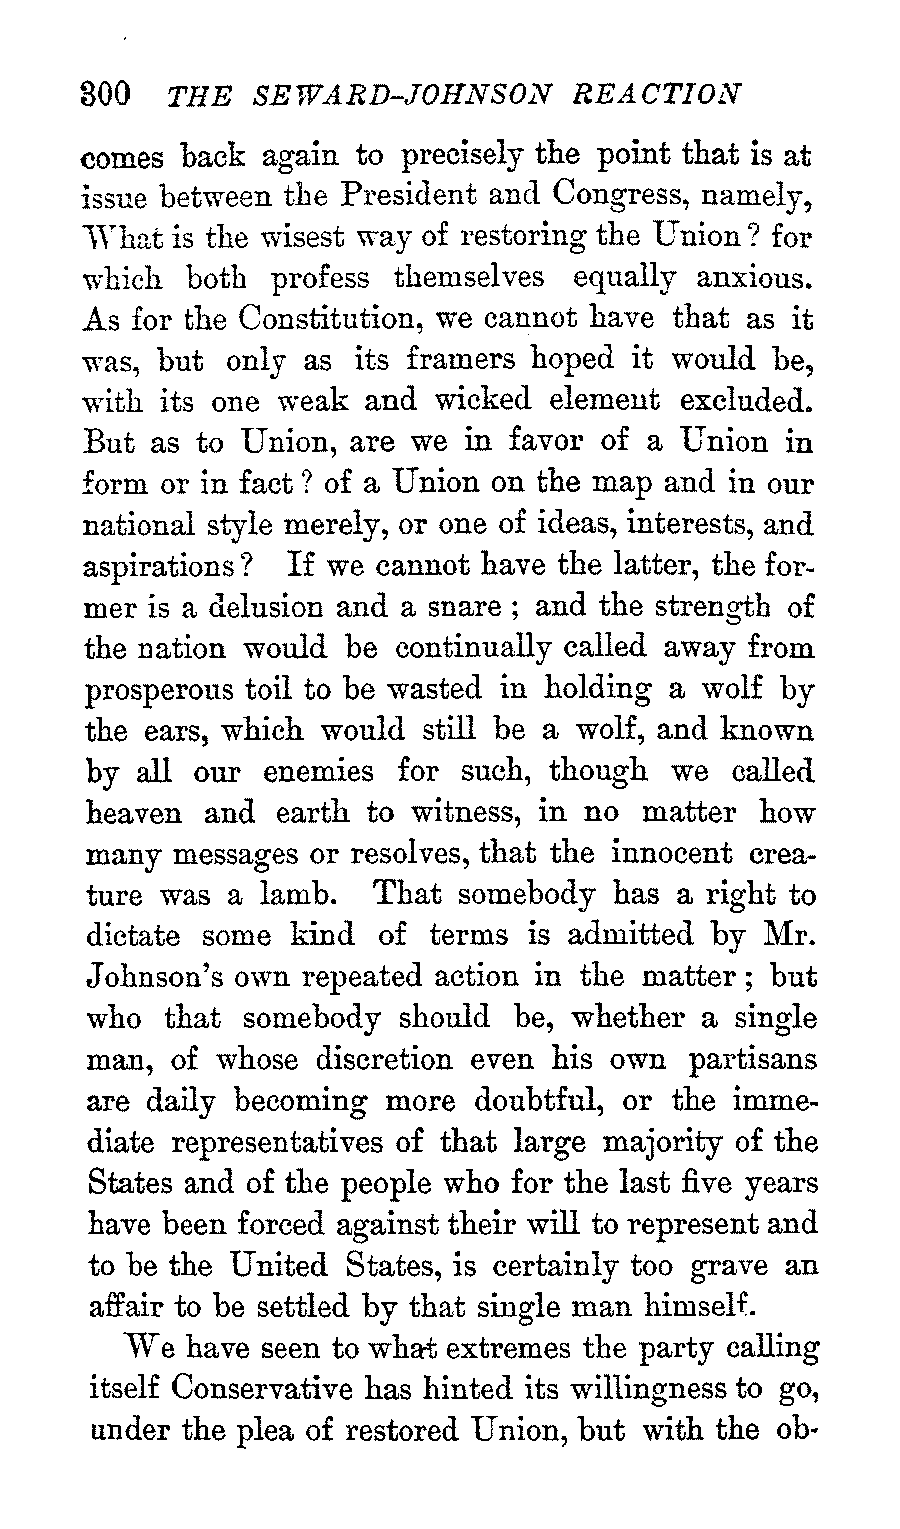 300 THE SEWARD-JOHNSON REACTION
comes back again to precisely the point that is at
issue between the President and Congress, namely,
What is the wisest way of restoring the Union? for
which both profess themselves equally anxious.
As for the Constitution, we cannot have that as it
was, but only as its framers hoped it would be,
with its one weak and wicked element excluded.
But as to Union, are we in favor of a Union in
form or in fact? of a Union on the map and in our
national style merely, or one of ideas, interests, and
aspirations? If we cannot have the latter, the for-
mer is a delusion and a snare; and the strength of
the nation would be continually called away from
prosperous toil to be wasted in holding a wolf by
the ears, which would still be a wolf, and known
by all our enemies for such, though we called
heaven and earth to witness, in no matter how
many messages or resolves, that the innocent crea-
ture was a lamb. That somebody has a right to
dictate some kind of terms is admitted by Mr.
Johnson's own repeated action in the matter; but
who that somebody should be, whether a single
man, of whose discretion even his own partisans
are daily becoming more doubtful, or the imme-
diate representatives of that large majority of the
States and of the people who for the last five years
have been forced against their will to represent and
to be the United States, is certainly too grave an
affair to be settled by that single man himself.
We have seen to what extremes the party calling
itself Conservative has hinted its willingness to go,
under the plea of restored Union, but with the ob-